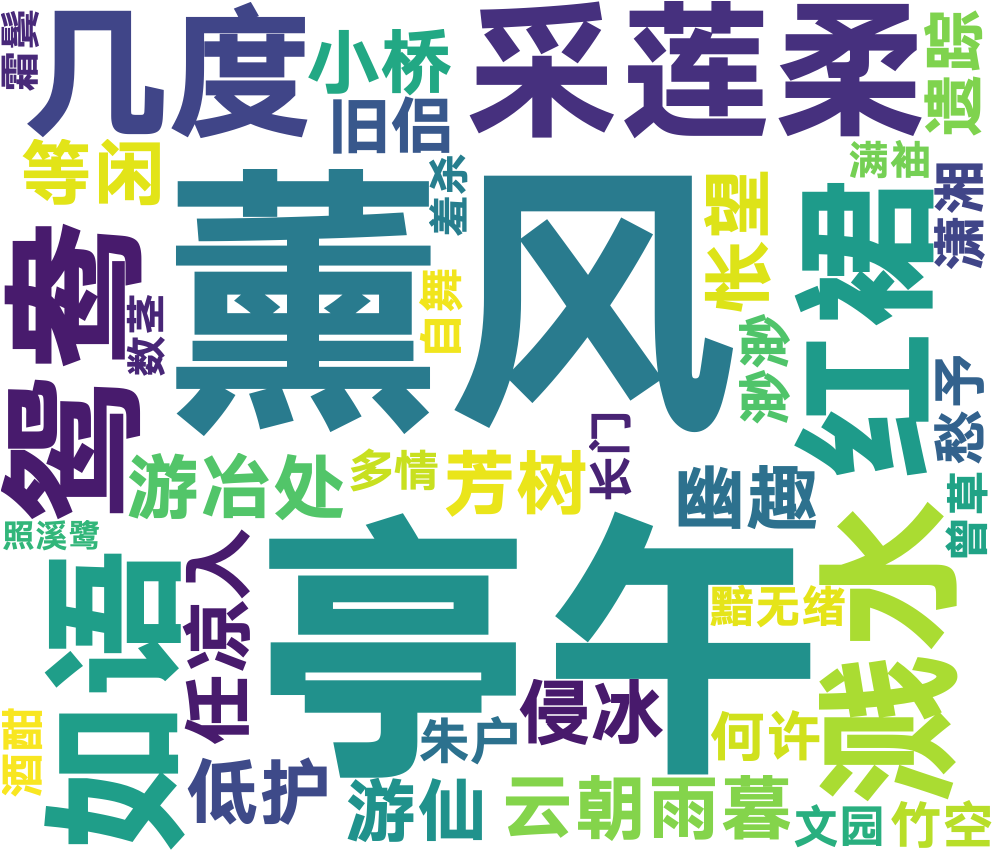 霜鬓
几度
小桥
采莲柔
遗踪
旧侣
等闲
羞杀
满袖
潇湘
薰风
怅望
红裙
鸳鸯
数茎
自舞
渺渺
愁予
长门
游冶处
多情
芳树
幽趣
曾草
照溪鹭
任凉人
如语
亭午
溅水
黯无绪
侵冰
酒酣
朱户
何许
低护
游仙
云朝雨暮
文园
竹空